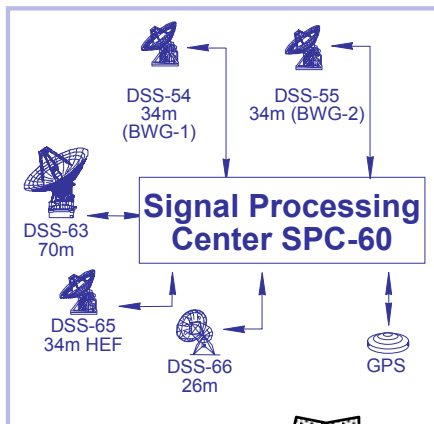 DSS-54
34m
(BWG-1)
DSS-55
34m (BWG-2)
Signal Processing
Center SPC-60
DSS-63
70m
DSS-65
34m HEF
DSS-66
26m
GPS